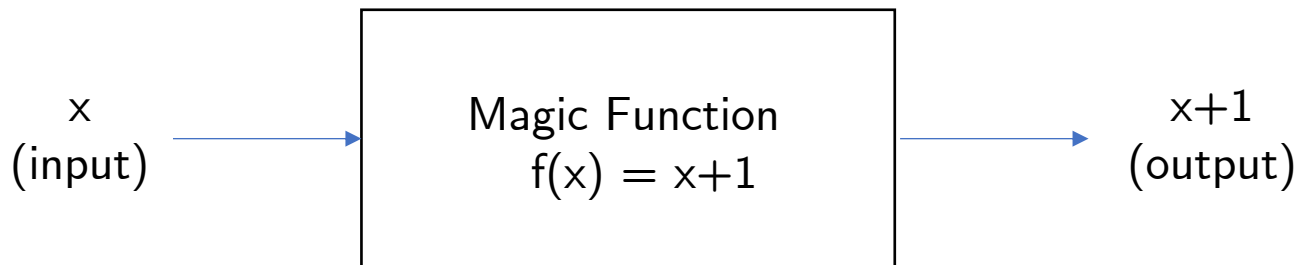 x
(input)
Magic Function
f(x) = x+1
x+1
(output)